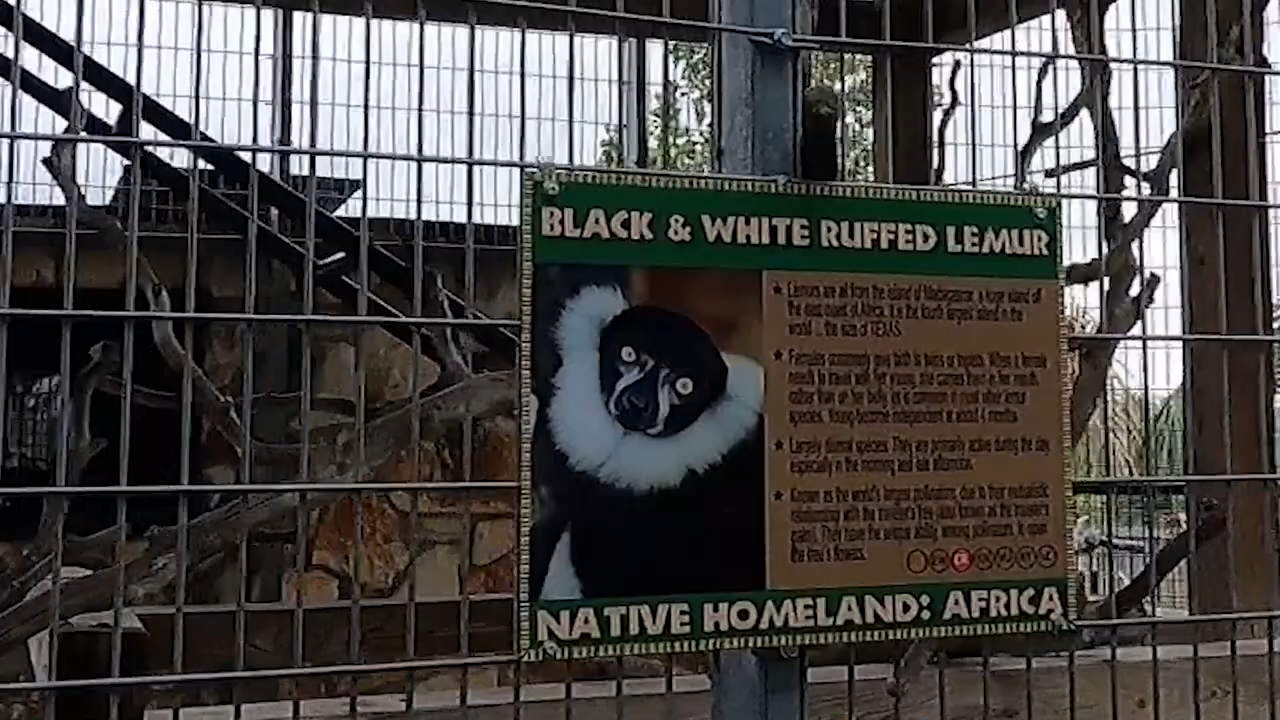 BLACK & WHITE RUFFED LEMUR
★ Lemurs are all from the island of Madagascar, a huge island off
the east coast of Africa. It is the fourth largest island in the
world... the size of TEXAS.
★ Females commonly give birth to twins or triplets. When a female
needs to travel with her young, she carries them in her mouth,
rather than on her belly, as is common in most other lemur
species. Young become independent at about 4 months.
★ Largely diurnal species. They are primarily active during the day,
especially in the morning and late afternoon.
★ Known as the world's largest pollinators, due to their mutualistic
relationship with the traveler's tree (also known as the traveler's
palm). They have the unique ability, among pollinators, to open
the tree's flowers.
NATIVE HOMELAND: AFRICA